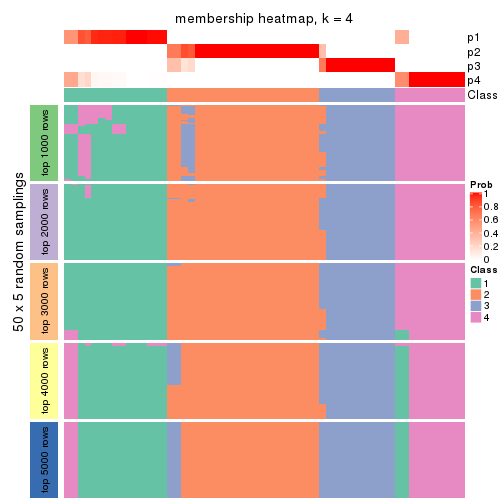 membership heatmap, k = 4
p1
p2
p3
p4
Class
50 x 5 random samplings
top 1000 rows
top 2000 rows
top 3000 rows
top 4000 rows
top 5000 rows
Prob
1
0.8
0.6
0.4
0.2
0
Class
1
2
3
4